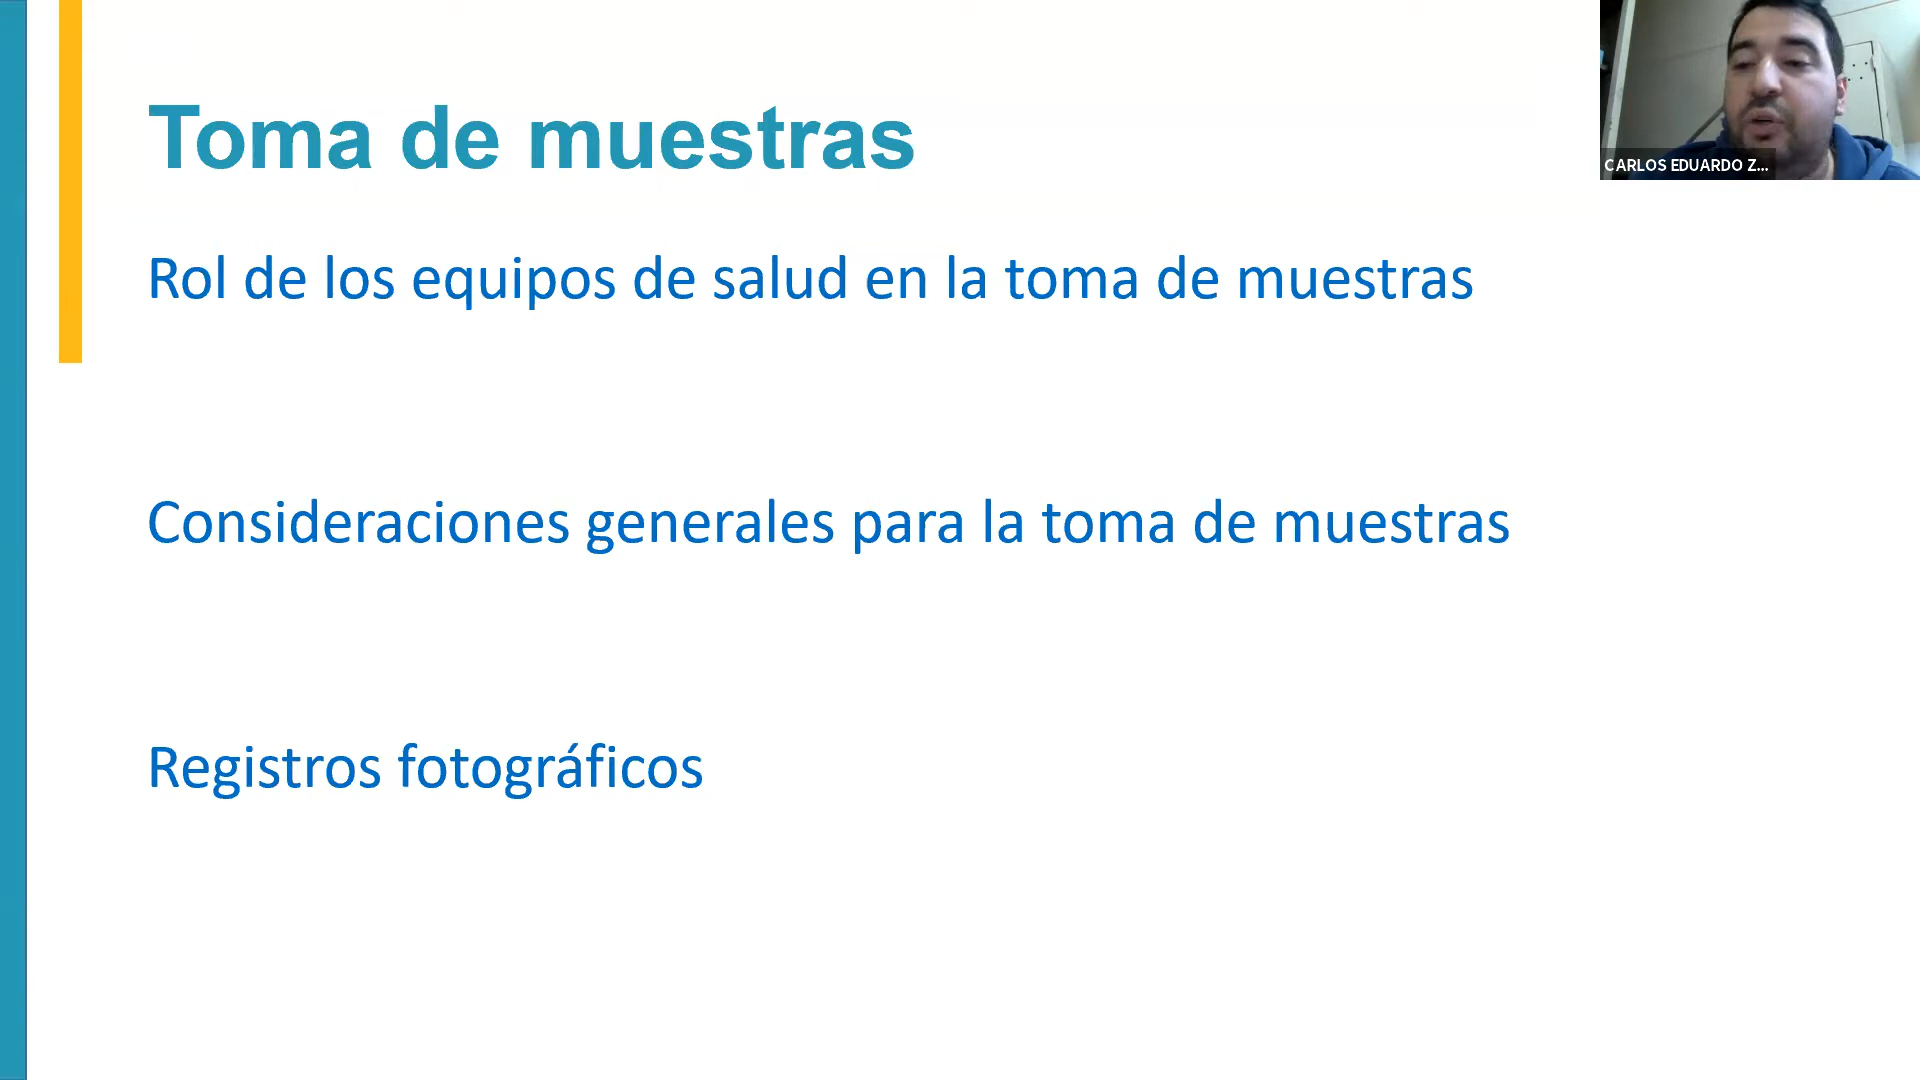 Toma de muestras
CARLOS EDUARDO Z...
Rol de los equipos de salud en la toma de muestras
Consideraciones generales para la toma de muestras
Registros fotográficos